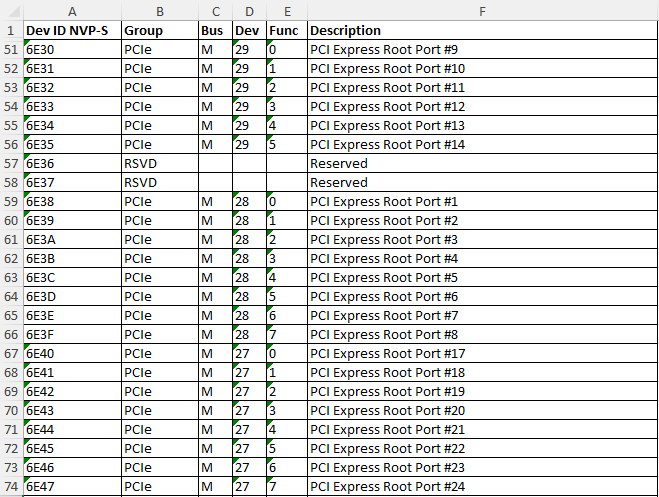 A B C D E F
1 Dev ID NVP-S Group Bus Dev Func Description
51 6E30 PCIe M 29 0 PCI Express Root Port #9
52 6E31 PCIe M 29 1 PCI Express Root Port #10
53 6E32 PCIe M 29 2 PCI Express Root Port #11
54 6E33 PCIe M 29 3 PCI Express Root Port #12
55 6E34 PCIe M 29 4 PCI Express Root Port #13
56 6E35 PCIe M 29 5 PCI Express Root Port #14
57 6E36 RSVD Reserved
58 6E37 RSVD Reserved
59 6E38 PCIe M 28 0 PCI Express Root Port #1
60 6E39 PCIe M 28 1 PCI Express Root Port #2
61 6E3A PCIe M 28 2 PCI Express Root Port #3
62 6E3B PCIe M 28 3 PCI Express Root Port #4
63 6E3C PCIe M 28 4 PCI Express Root Port #5
64 6E3D PCIe M 28 5 PCI Express Root Port #6
65 6E3E PCIe M 28 6 PCI Express Root Port #7
66 6E3F PCIe M 28 7 PCI Express Root Port #8
67 6E40 PCIe M 27 0 PCI Express Root Port #17
68 6E41 PCIe M 27 1 PCI Express Root Port #18
69 6E42 PCIe M 27 2 PCI Express Root Port #19
70 6E43 PCIe M 27 3 PCI Express Root Port #20
71 6E44 PCIe M 27 4 PCI Express Root Port #21
72 6E45 PCIe M 27 5 PCI Express Root Port #22
73 6E46 PCIe M 27 6 PCI Express Root Port #23
74 6E47 PCIe M 27 7 PCI Express Root Port #24